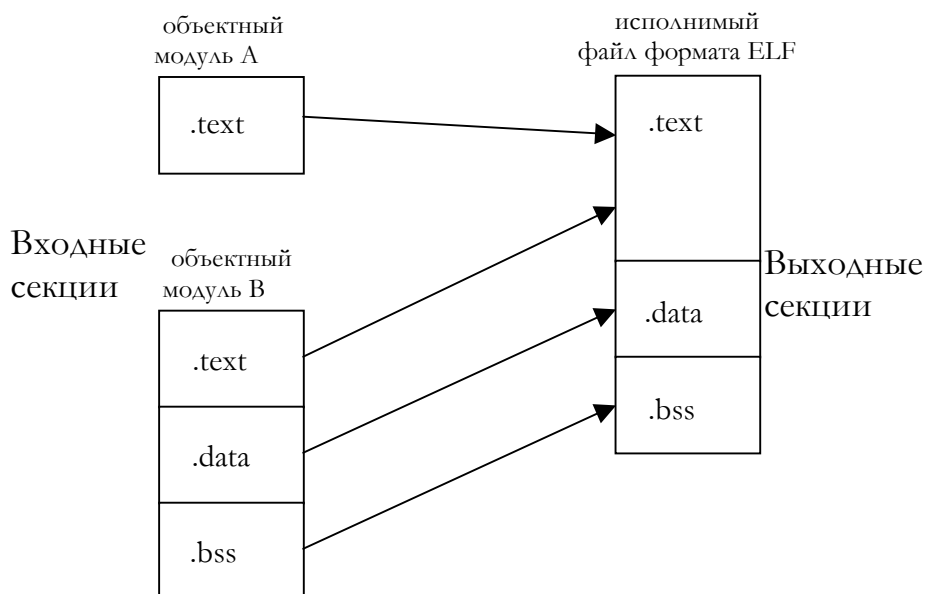 объектный
модуль А
.text
Входные
секции
объектный
модуль В
.text
.data
.bss
исполнимый
файл формата ELF
.text
.data
.bss
Выходные
секции